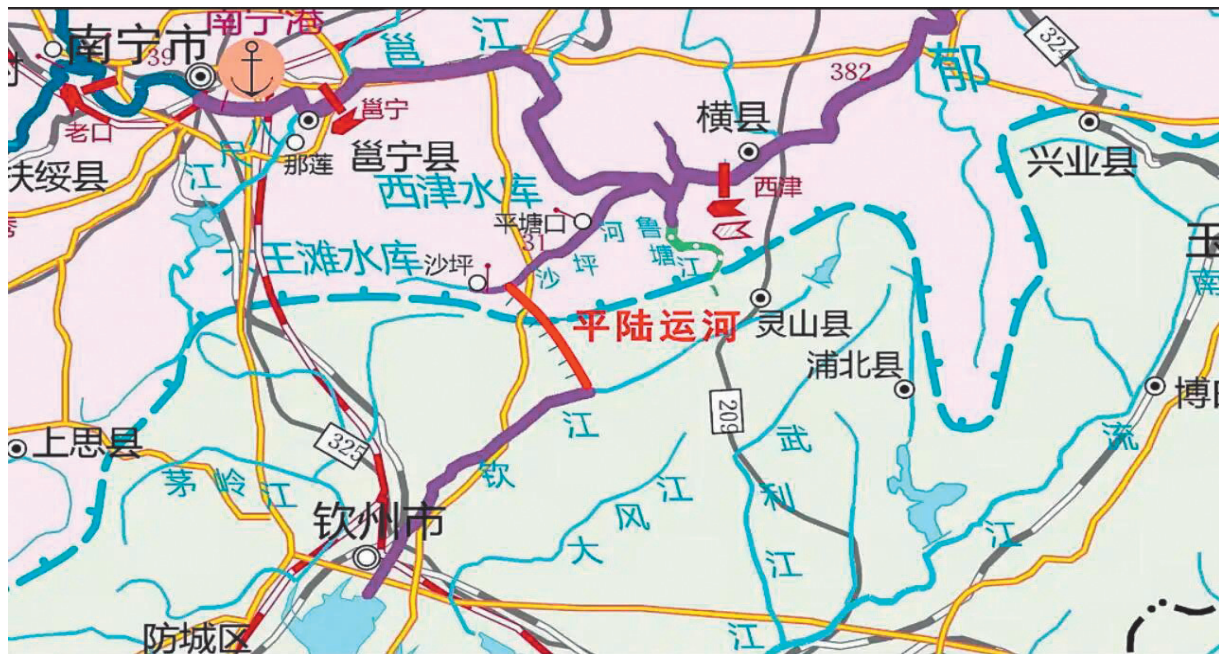 南宁港
南宁市
39
邕
江
382
郁
324
老口
邕宁
那莲
邕宁县
横县
兴业县
扶绥县
江
西津水库
西津
平塘口
31
河
鲁
塘
江
沙
坪
大王滩水库
沙坪
平陆运河
灵山县
玉
南
浦北县
209
博
流
江
上思县
325
茅
岭
江
江
钦
钦州市
大
风
江
武
利
江
江
防城区